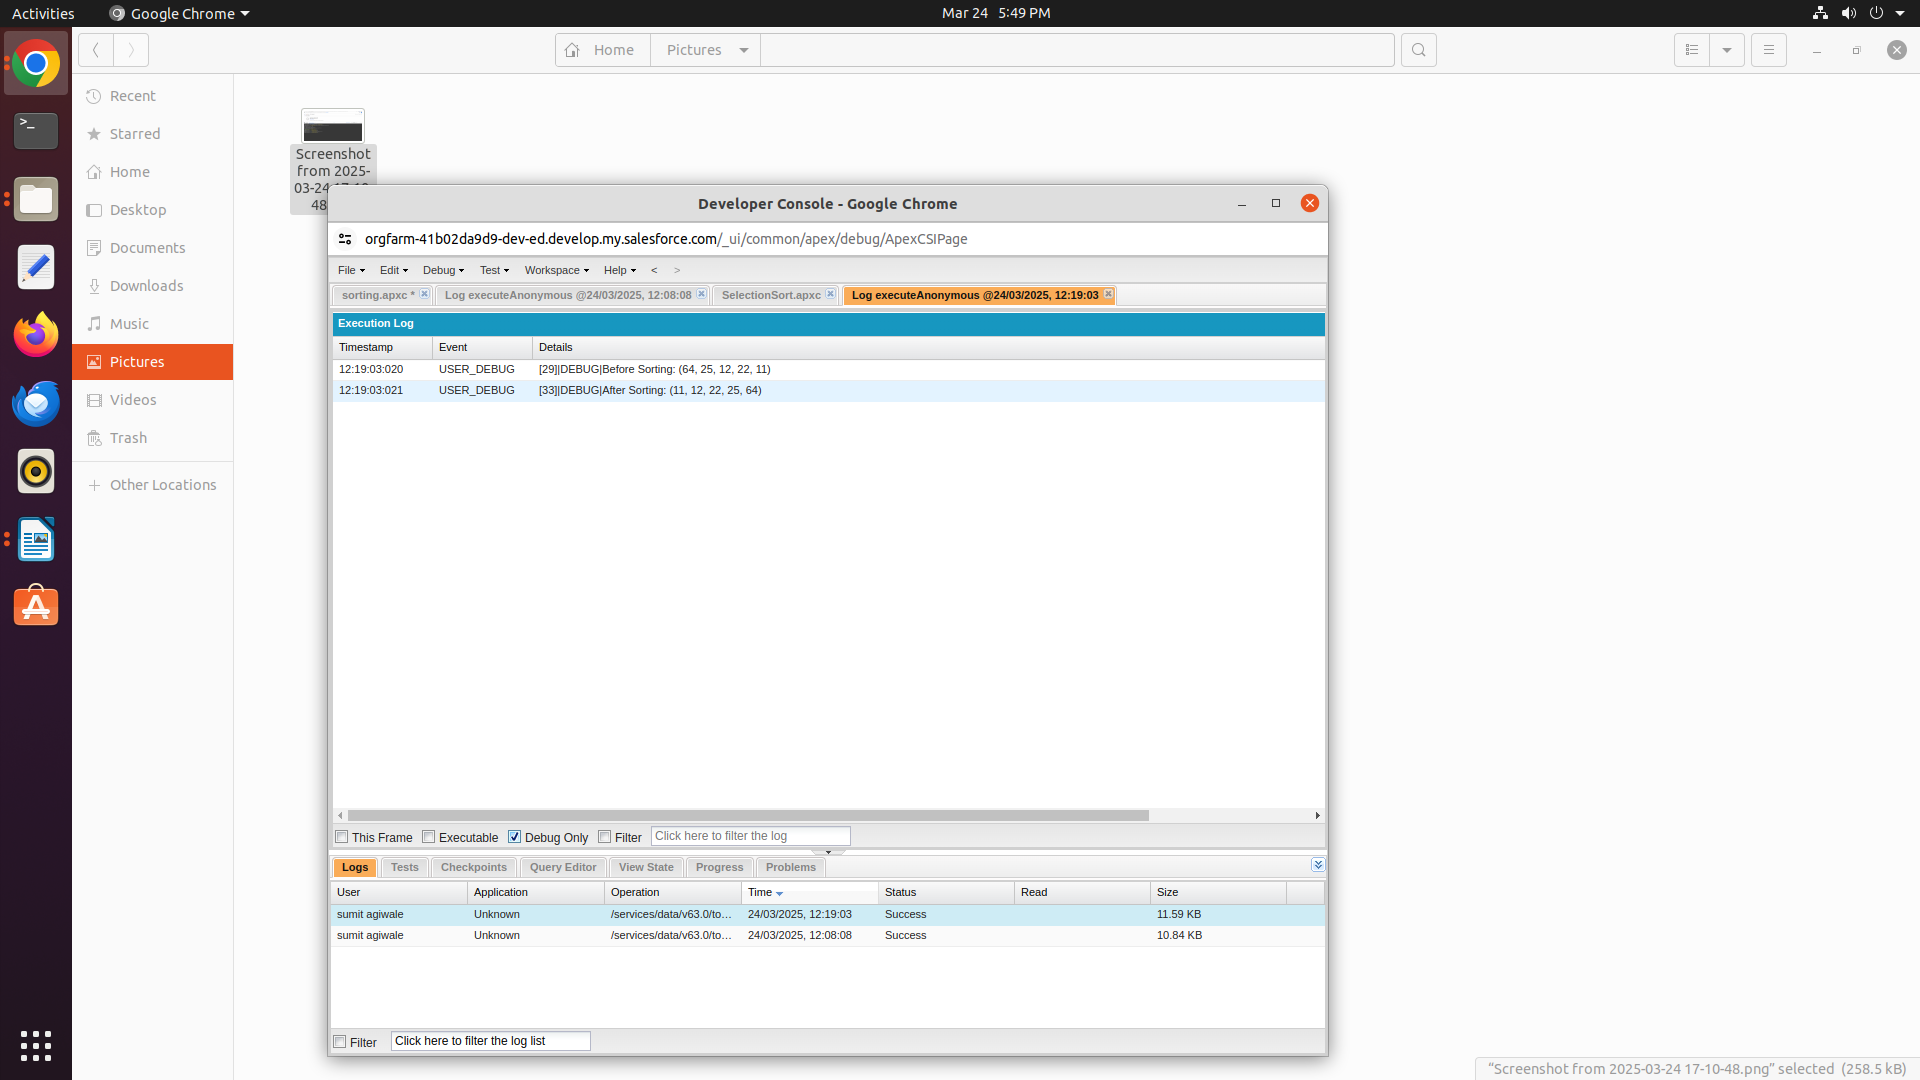 Activities Google Chrome Mar 24 5:49 PM
Home Pictures
Recent
Starred
Home
Desktop
Documents
Downloads
Music
Pictures
Videos
Trash
Other Locations
Screenshot
from 2025-
03-24
48
Developer Console - Google Chrome
orgfarm-41b02da9d9-dev-ed.develop.my.salesforce.com/_ui/common/apex/debug/ApexCSIPage
File Edit Debug Test Workspace Help < >
sorting.apxc * Log executeAnonymous @24/03/2025, 12:08:08 SelectionSort.apxc Log executeAnonymous @24/03/2025, 12:19:03
Execution Log
Timestamp Event Details
12:19:03:020 USER_DEBUG [29]|DEBUG|Before Sorting: (64, 25, 12, 22, 11)
12:19:03:021 USER_DEBUG [33]|DEBUG|After Sorting: (11, 12, 22, 25, 64)
This Frame Executable Debug Only Filter Click here to filter the log
Logs Tests Checkpoints Query Editor View State Progress Problems
User Application Operation Time Status Read Size
sumit agiwale Unknown /services/data/v63.0/to... 24/03/2025, 12:19:03 Success 11.59 KB
sumit agiwale Unknown /services/data/v63.0/to... 24/03/2025, 12:08:08 Success 10.84 KB
Filter Click here to filter the log list
“Screenshot from 2025-03-24 17-10-48.png” selected (258.5 kB)